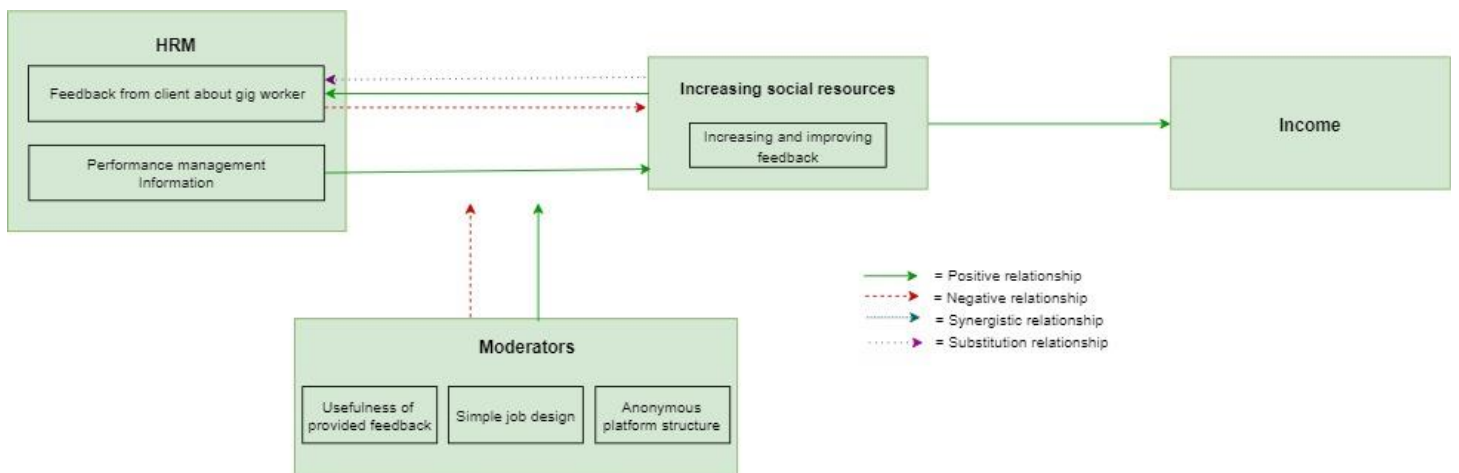 HRM
Feedback from client about gig worker
Performance management
Information
Increasing social resources
Increasing and improving
feedback
Income
= Positive relationship
= Negative relationship
= Synergistic relationship
= Substitution relationship
Moderators
Usefulness of
provided feedback
Simple job design
Anonymous
platform structure